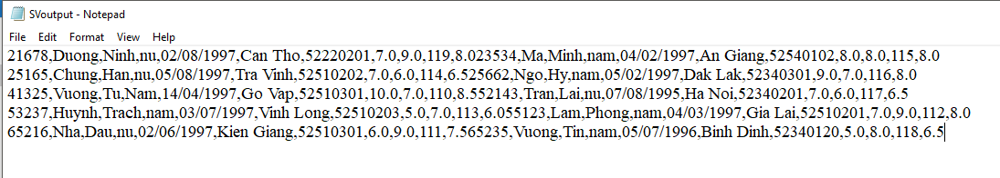 SVoutput - Notepad
File Edit Format View Help
21678,Duong,Ninh,nu,02/08/1997,Can Tho,52220201,7.0,9.0,119,8.023534,Ma,Minh,nam,04/02/1997,An Giang,52540102,8.0,8.0,115,8.0
25165,Chung,Han,nu,05/08/1997,Tra Vinh,52510202,7.0,6.0,114,6.525662,Ngo,Hy,nam,05/02/1997,Dak Lak,52340301,9.0,7.0,116,8.0
41325,Vuong,Tu,Nam,14/04/1997,Go Vap,52510301,10.0,7.0,110,8.552143,Tran,Lai,nu,07/08/1995,Ha Noi,52340201,7.0,6.0,117,6.5
53237,Huynh,Trach,nam,03/07/1997,Vinh Long,52510203,5.0,7.0,113,6.055123,Lam,Phong,nam,04/03/1997,Gia Lai,52510201,7.0,9.0,112,8.0
65216,Nha,Dau,nu,02/06/1997,Kien Giang,52510301,6.0,9.0,111,7.565235,Vuong,Tin,nam,05/07/1996,Binh Dinh,52340120,5.0,8.0,118,6.5